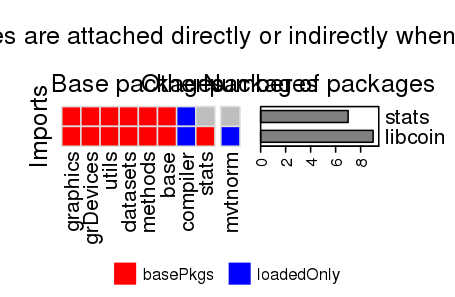 es are attached directly or indirectly when
Base packages Other packages Number of packages
Imports
stats
libcoin
0 2 4 6 8
graphics
grDevices
utils
datasets
methods
base
compiler
stats
mvtnorm
basePkgs loadedOnly